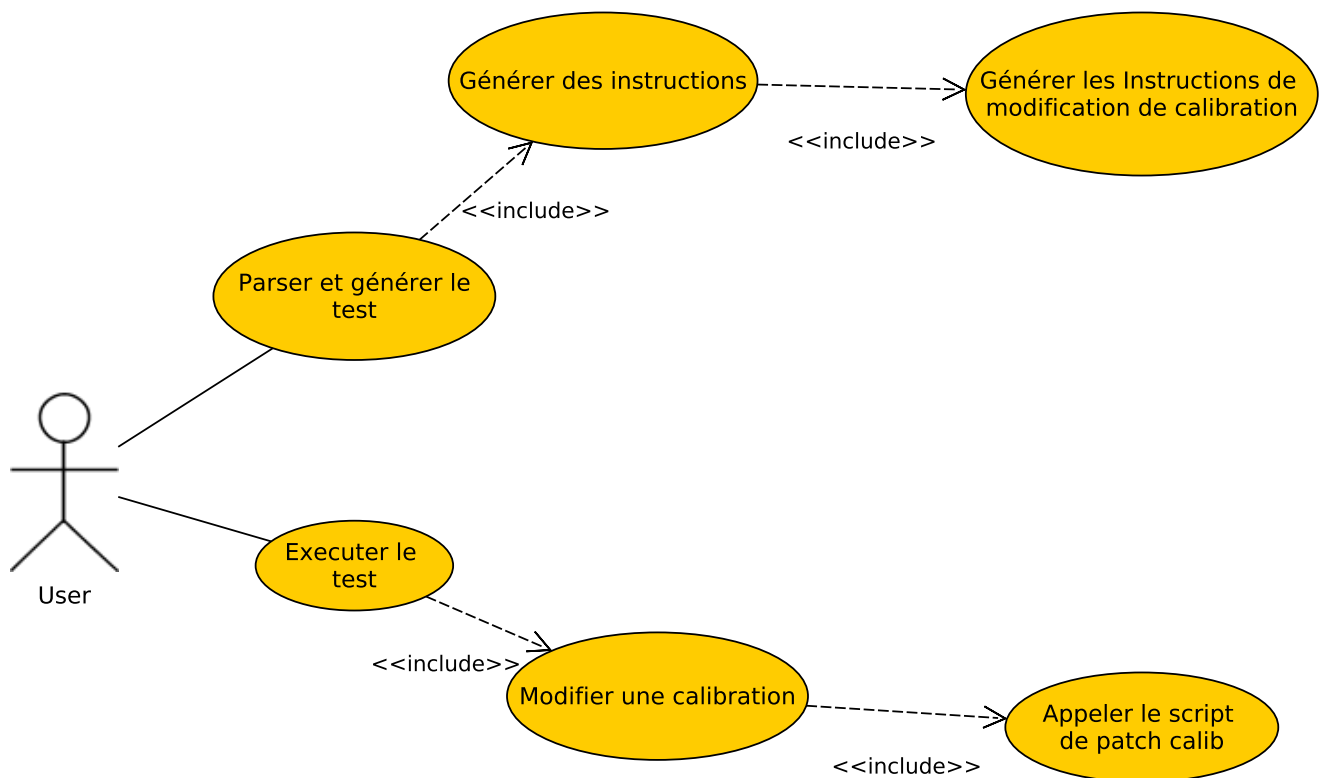 Générer des instructions
Générer les Instructions de
modification de calibration
<<include>>
<<include>>
Parser et générer le
test
Executer le
test
User
<<include>>
Modifier une calibration
Appeler le script
de patch calib
<<include>>